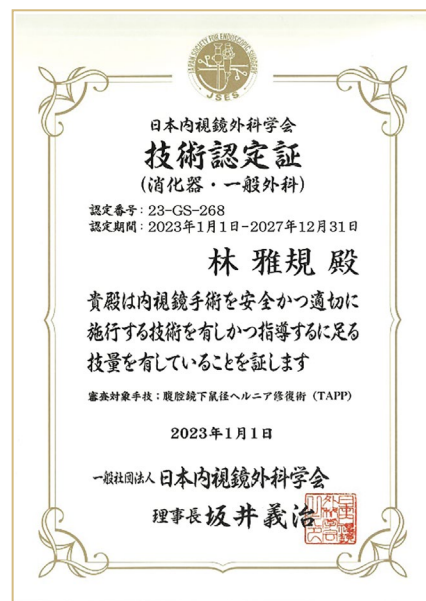 JAPAN SOCIETY FOR ENDOSCOPIC SURGERY
JSES
日本内視鏡外科学会
技術認定証
(消化器・一般外科)
認定番号：23-GS-268
認定期間：2023年1月1日-2027年12月31日
林 雅規 殿
貴殿は内視鏡手術を安全かつ適切に
施行する技術を有しかつ指導するに足る
技量を有していることを証します
審査対象手技：腹腔鏡下鼠径ヘルニア修復術（TAPP）
2023年1月1日
一般社団法人 日本内視鏡外科学会
理事長 坂井義治